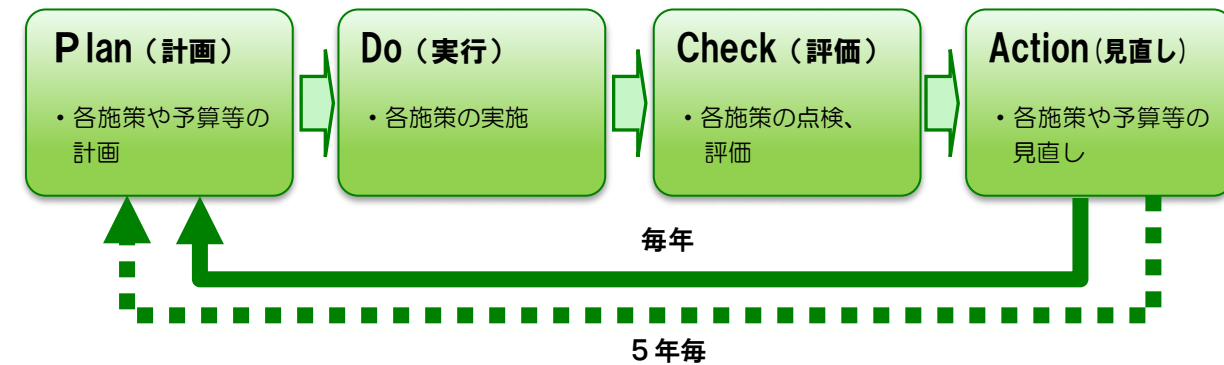 Plan（計画）
・各施策や予算等の
計画
Do（実行）
・各施策の実施
Check（評価）
・各施策の点検、
評価
Action(見直し)
・各施策や予算等の
見直し
毎年
５年毎